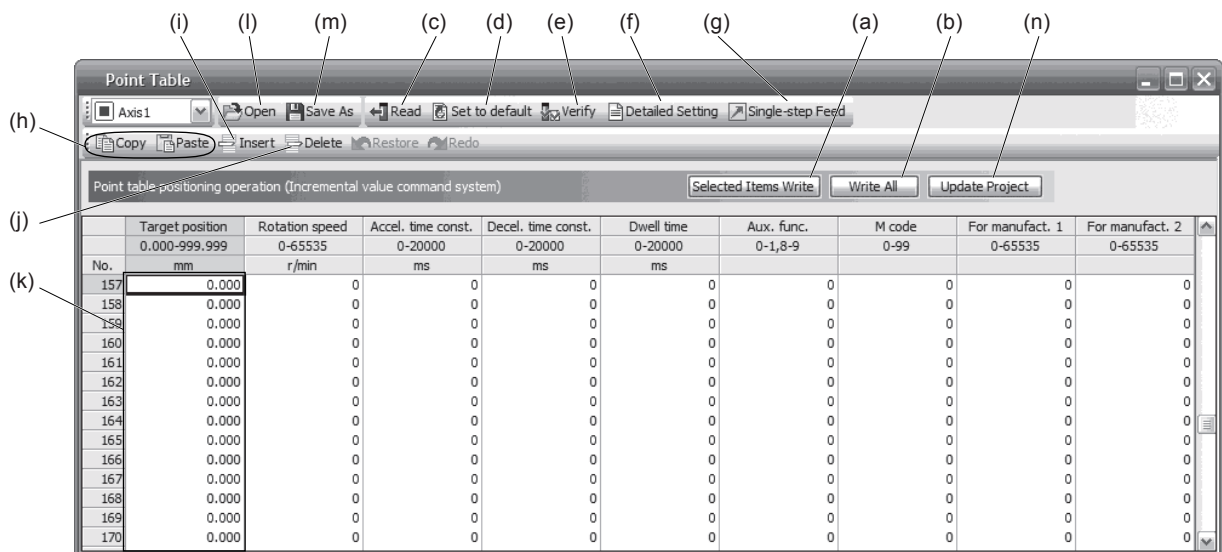 (i) (l) (m) (c) (d) (e) (f) (g) (a) (b) (n)
Point Table
Axis1 Open Save As Read Set to default Verify Detailed Setting Single-step Feed
(h)
Copy Paste Insert Delete Restore Redo
Point table positioning operation (Incremental value command system) Selected Items Write Write All Update Project
(j)
Target position Rotation speed Accel. time const. Decel. time const. Dwell time Aux. func. M code For manufact. 1 For manufact. 2
0.000-999.999 0-65535 0-20000 0-20000 0-20000 0-1,8-9 0-99 0-65535 0-65535
No. mm r/min ms ms ms
(k)
157 0.000 0 0 0 0 0 0 0 0
158 0.000 0 0 0 0 0 0 0 0
159 0.000 0 0 0 0 0 0 0 0
160 0.000 0 0 0 0 0 0 0 0
161 0.000 0 0 0 0 0 0 0 0
162 0.000 0 0 0 0 0 0 0 0
163 0.000 0 0 0 0 0 0 0 0
164 0.000 0 0 0 0 0 0 0 0
165 0.000 0 0 0 0 0 0 0 0
166 0.000 0 0 0 0 0 0 0 0
167 0.000 0 0 0 0 0 0 0 0
168 0.000 0 0 0 0 0 0 0 0
169 0.000 0 0 0 0 0 0 0 0
170 0.000 0 0 0 0 0 0 0 0